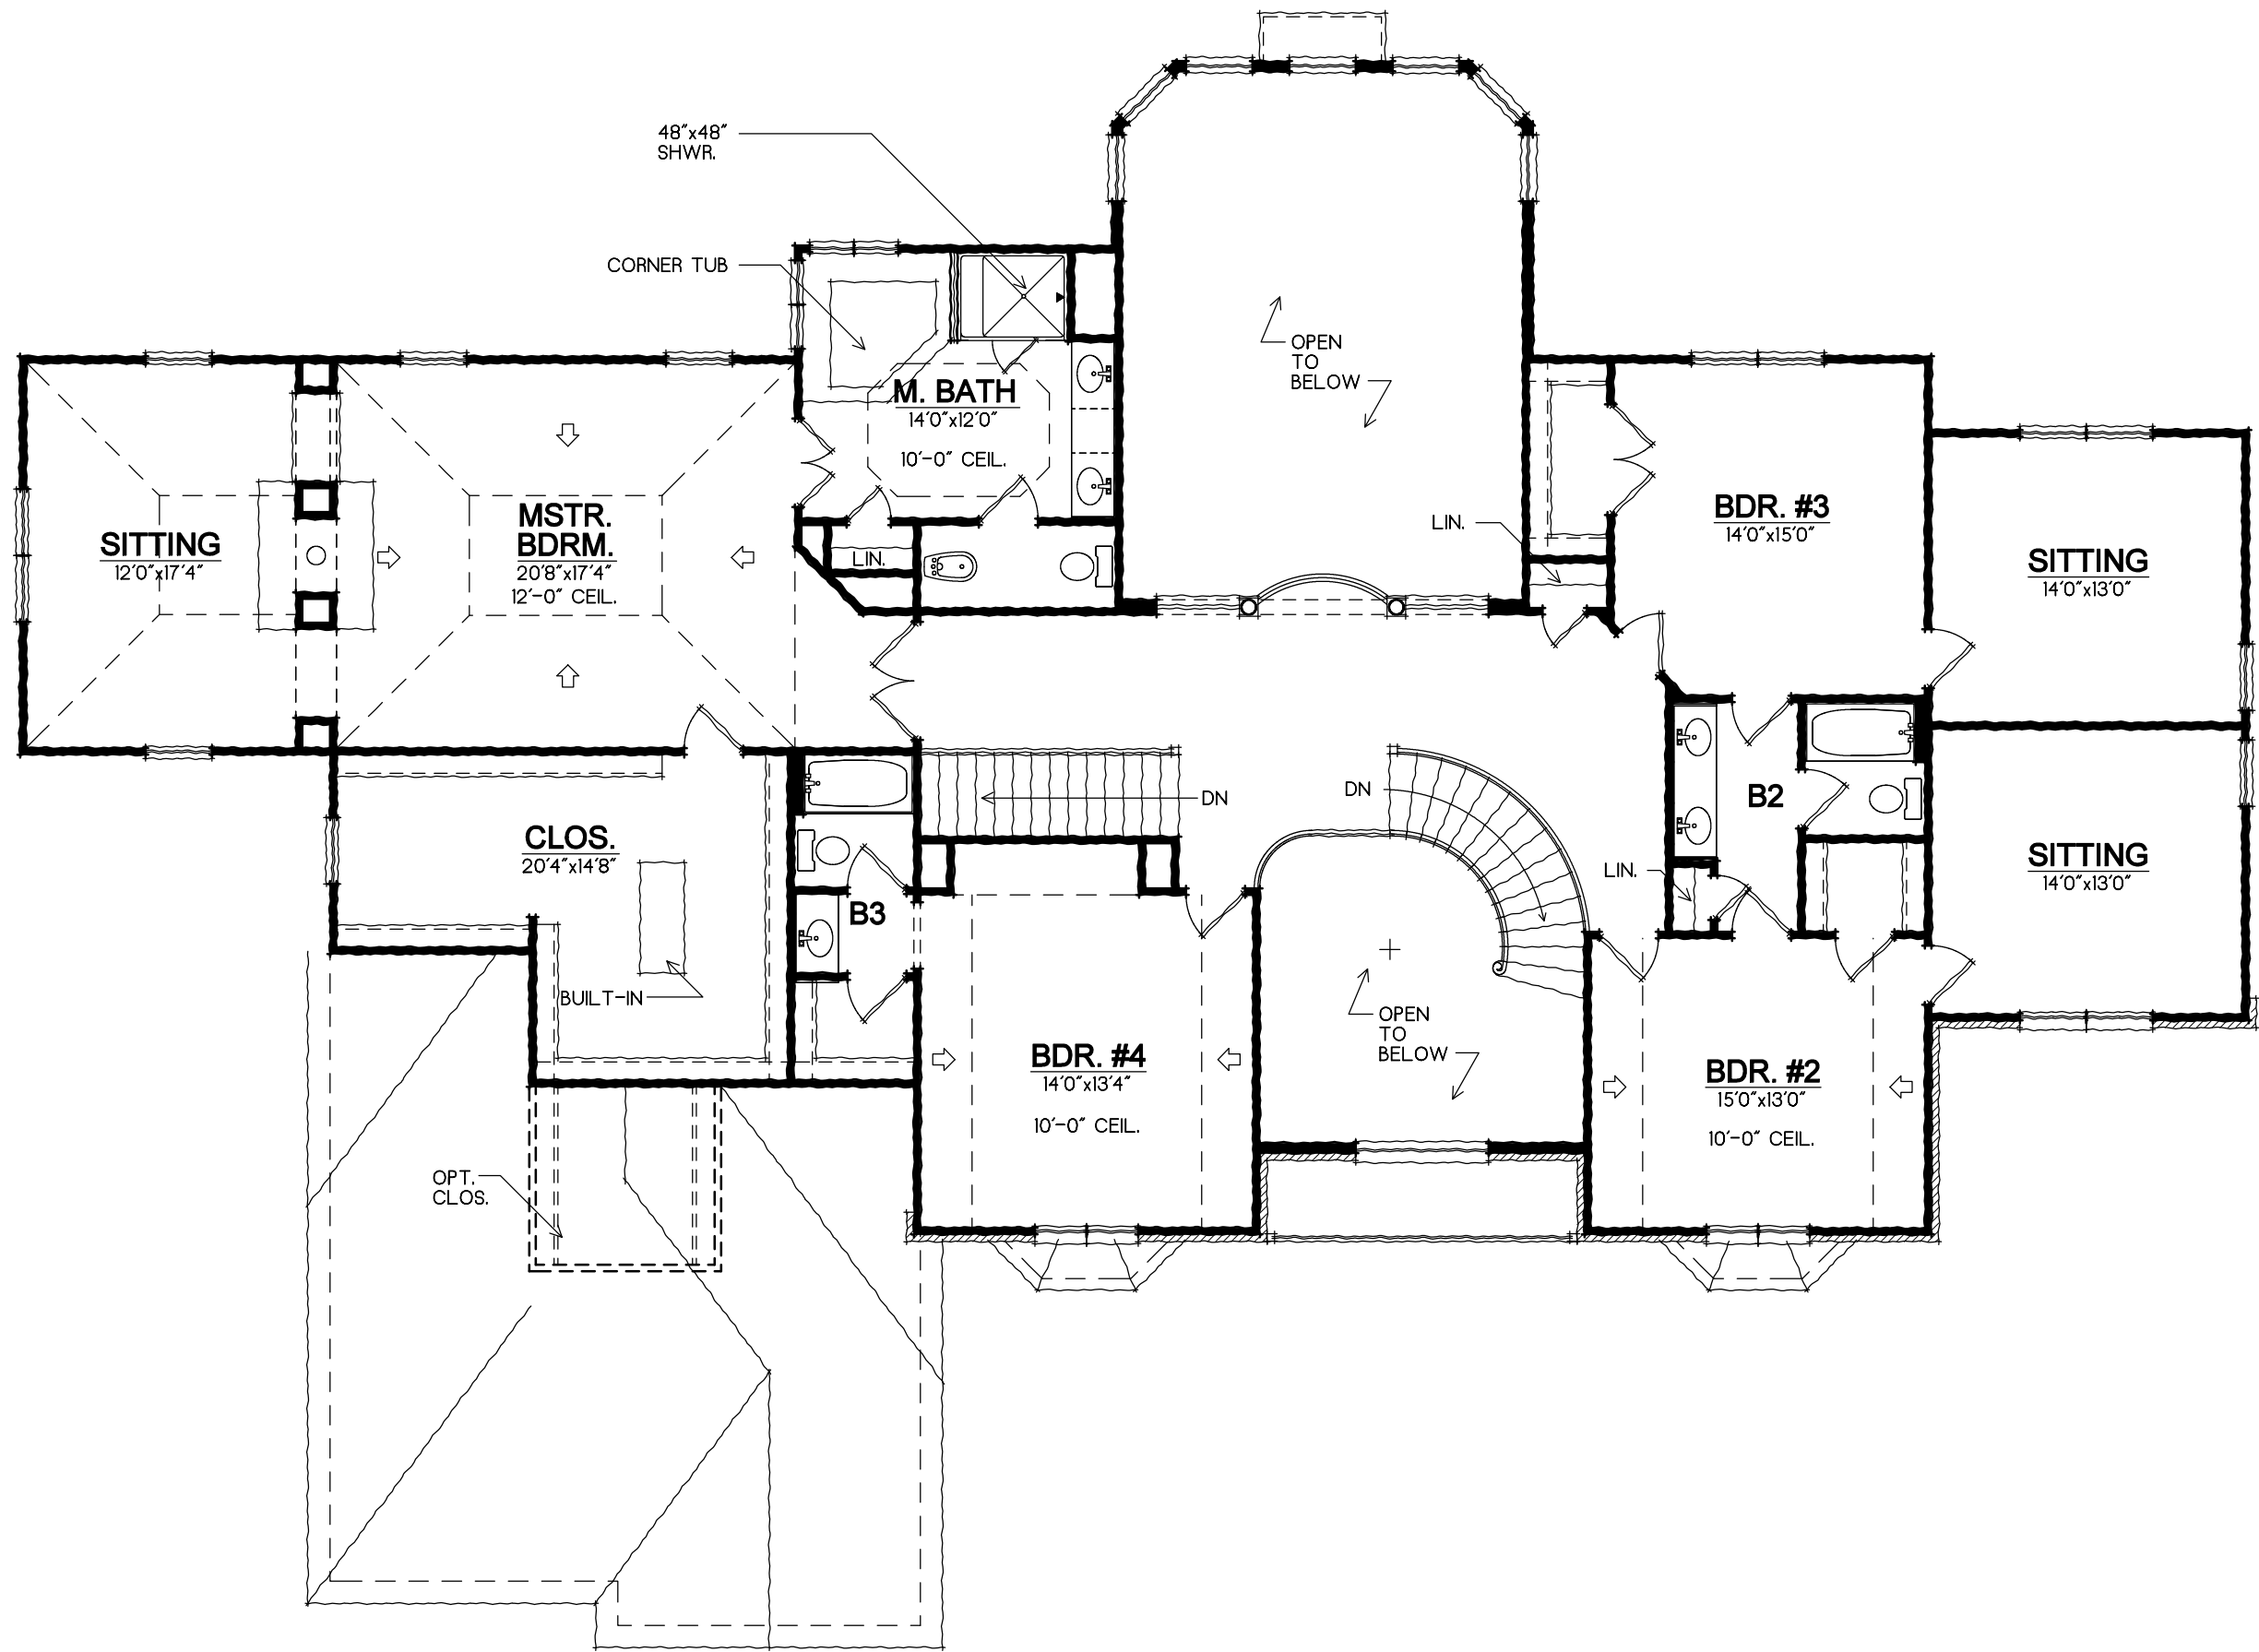 48"x48"
SHWR.
CORNER TUB
M. BATH
14'0"x12'0"
10'-0" CEIL.
OPEN
TO
BELOW
SITTING
12'0"x17'4"
MSTR.
BDRM.
20'8"x17'4"
12'-0" CEIL.
LIN.
LIN.
BDR. #3
14'0"x15'0"
SITTING
14'0"x13'0"
DN
DN
B2
CLOS.
20'4"x14'8"
BUILT-IN
B3
LIN.
SITTING
14'0"x13'0"
OPEN
TO
BELOW
BDR. #4
14'0"x13'4"
10'-0" CEIL.
BDR. #2
15'0"x13'0"
10'-0" CEIL.
OPT.
CLOS.